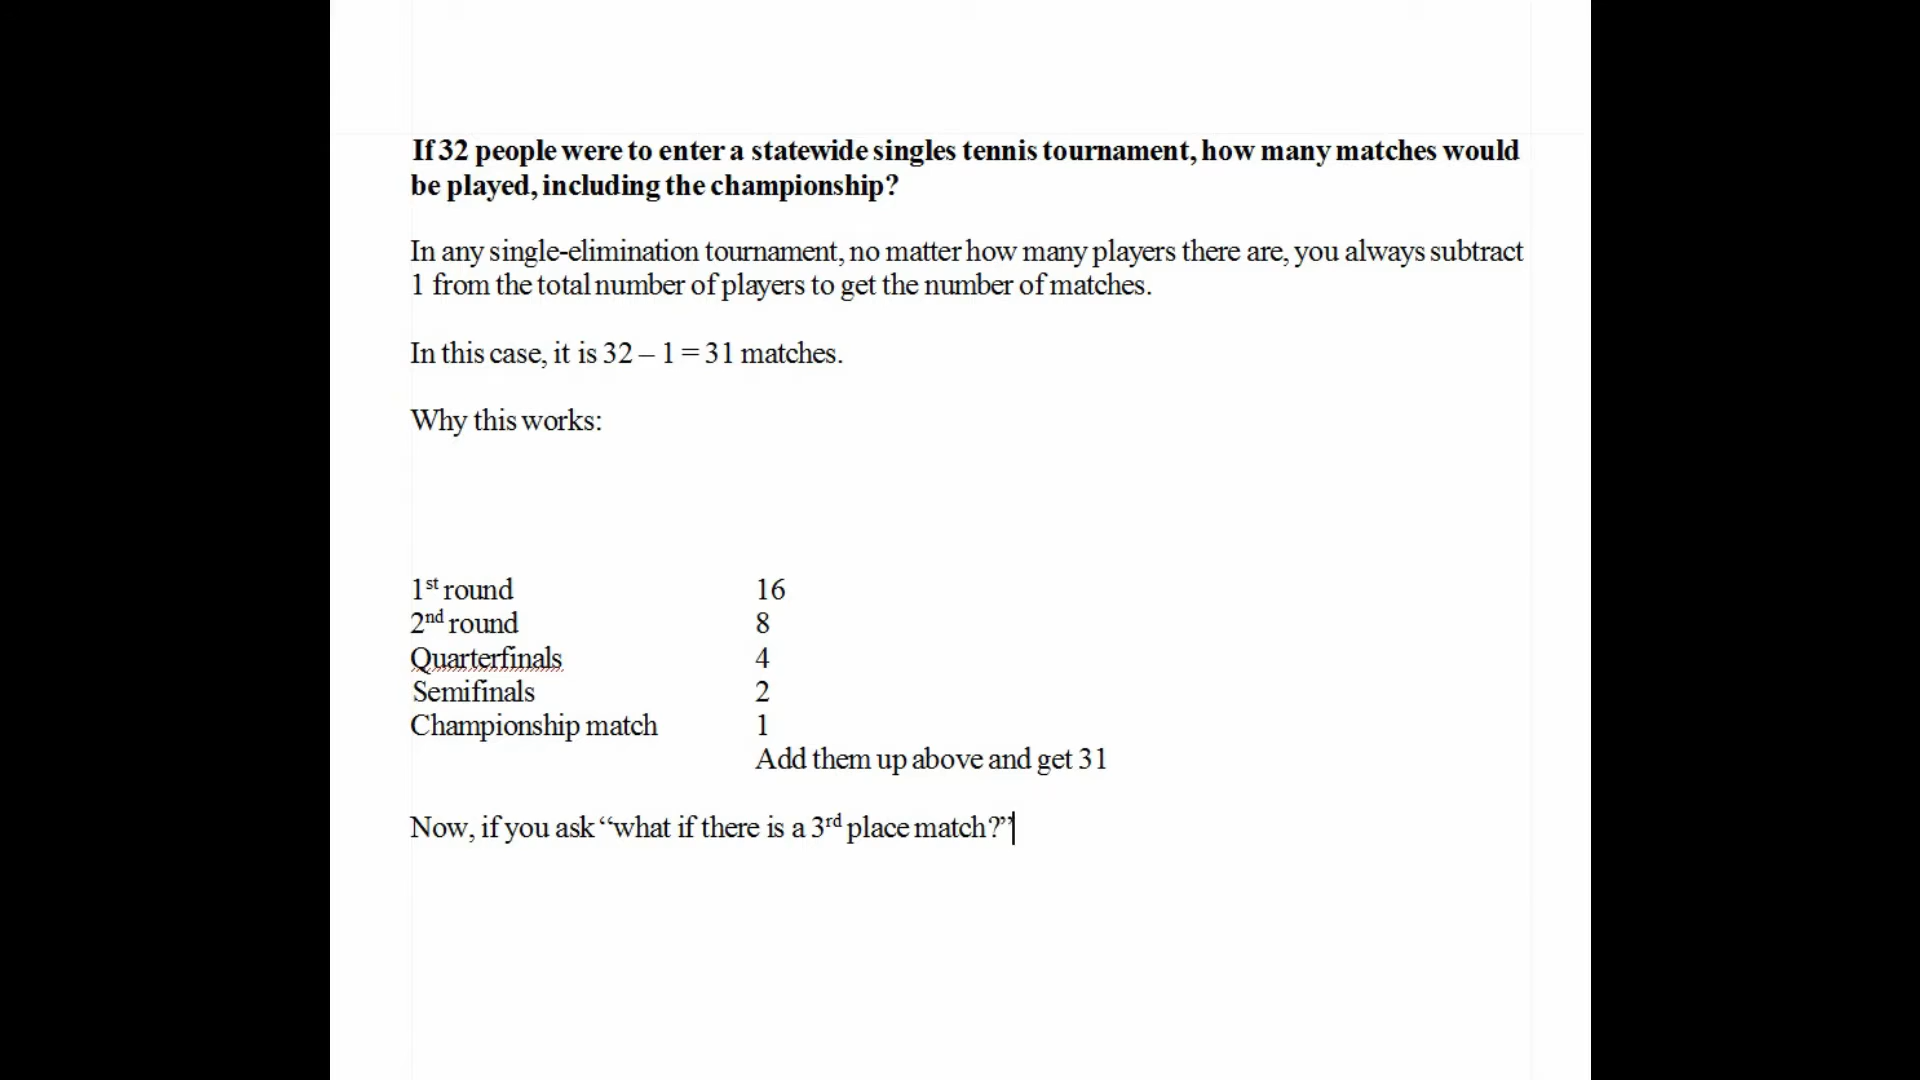 If 32 people were to enter a statewide singles tennis tournament, how many matches would
be played, including the championship?
In any single-elimination tournament, no matter how many players there are, you always subtract
1 from the total number of players to get the number of matches.
In this case, it is 32 – 1 = 31 matches.
Why this works:
1st round 16
2nd round 8
Quarterfinals 4
Semifinals 2
Championship match 1
Add them up above and get 31
Now, if you ask “what if there is a 3rd place match?”